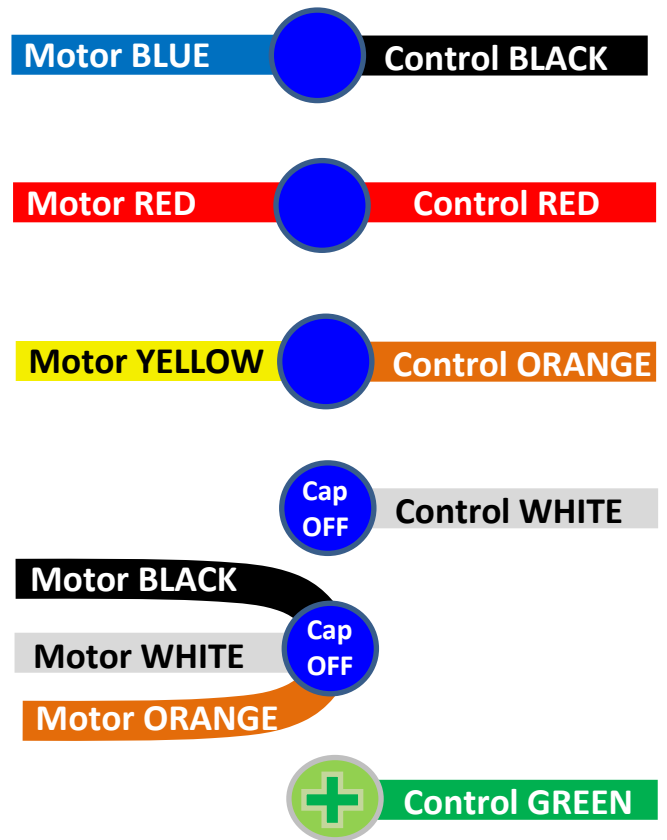 Motor BLUE Control BLACK
Motor RED Control RED
Motor YELLOW Control ORANGE
Cap
OFF
Control WHITE
Motor BLACK
Motor WHITE
Cap
OFF
Motor ORANGE
Control GREEN